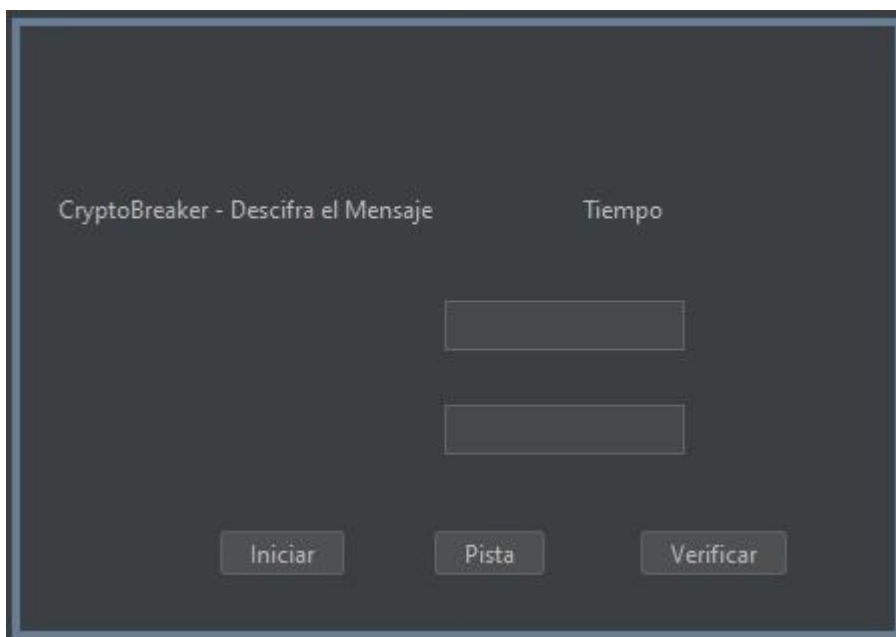 CryptoBreaker - Descifra el Mensaje
Tiempo
Iniciar
Pista
Verificar